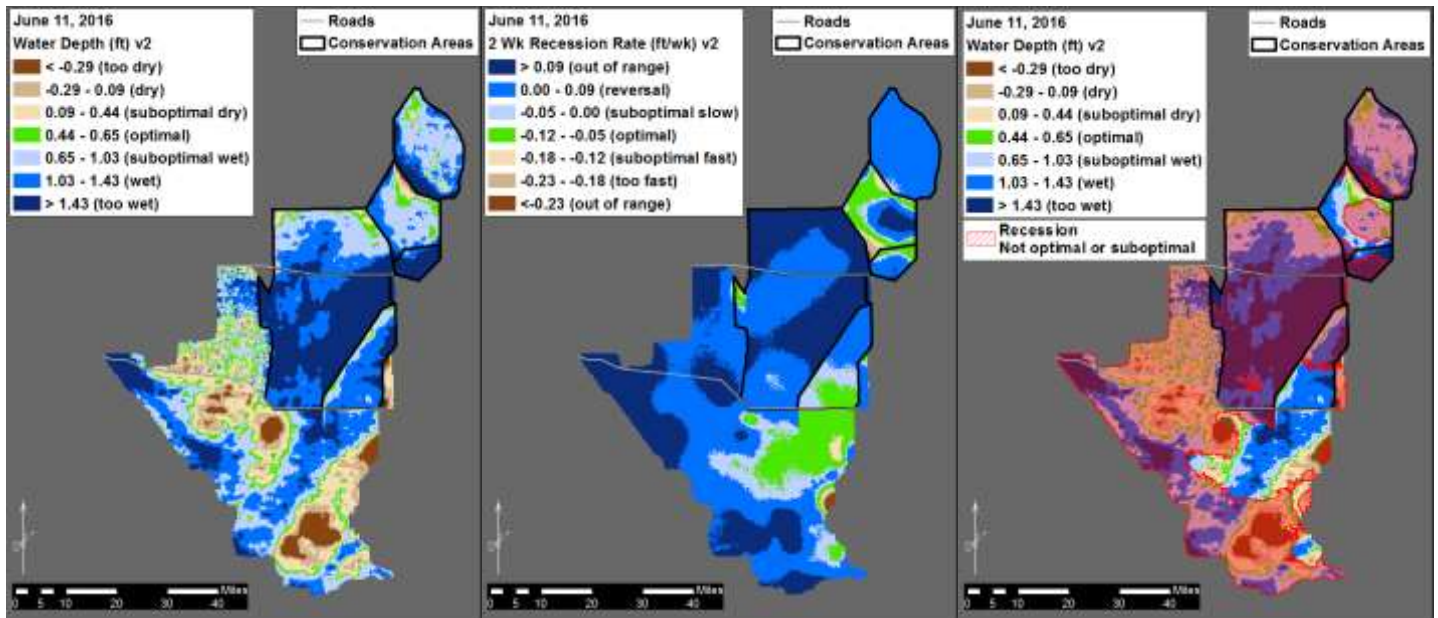 June 11, 2016
Water Depth (ft) v2
< -0.29 (too dry)
-0.29 - 0.09 (dry)
0.09 - 0.44 (suboptimal dry)
0.44 - 0.65 (optimal)
0.65 - 1.03 (suboptimal wet)
1.03 - 1.43 (wet)
> 1.43 (too wet)
Roads
Conservation Areas
0 5 10 20 30 40 Miles
June 11, 2016
2 Wk Recession Rate (ft/wk) v2
> 0.09 (out of range)
0.00 - 0.09 (reversal)
-0.05 - 0.00 (suboptimal slow)
-0.12 - -0.05 (optimal)
-0.18 - -0.12 (suboptimal fast)
-0.23 - -0.18 (too fast)
<-0.23 (out of range)
Roads
Conservation Areas
0 5 10 20 30 40 Miles
June 11, 2016
Water Depth (ft) v2
< -0.29 (too dry)
-0.29 - 0.09 (dry)
0.09 - 0.44 (suboptimal dry)
0.44 - 0.65 (optimal)
0.65 - 1.03 (suboptimal wet)
1.03 - 1.43 (wet)
> 1.43 (too wet)
Recession
Not optimal or suboptimal
Roads
Conservation Areas
0 5 10 20 30 40 Miles